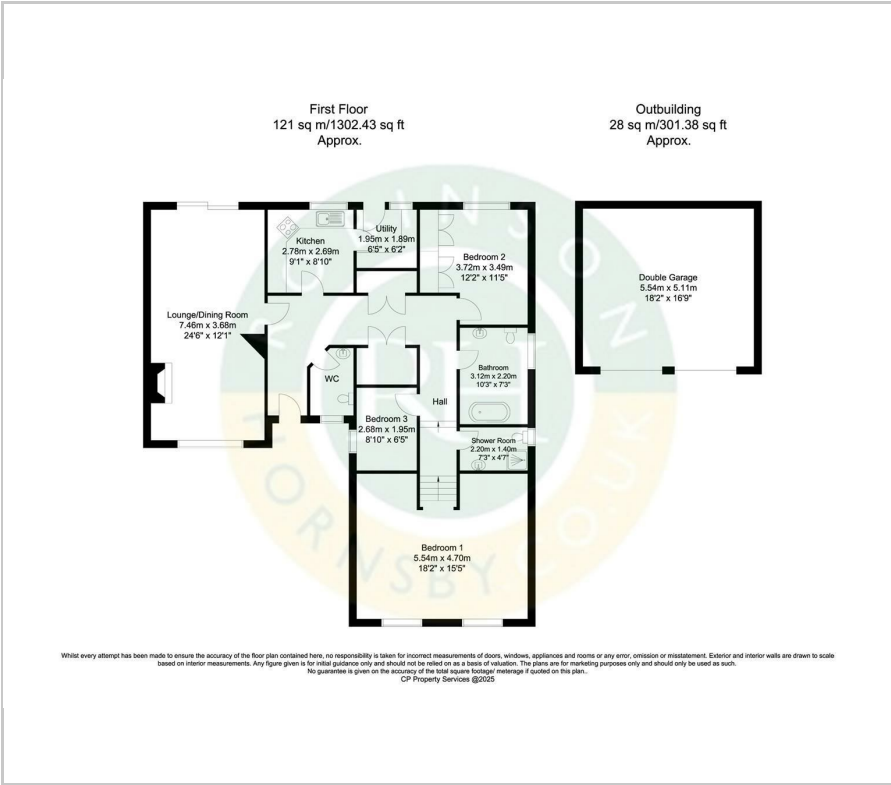 First Floor
121 sq m/1302.43 sq ft
Approx.
Outbuilding
28 sq m/301.38 sq ft
Approx.
Kitchen
2.78m x 2.69m
9'1" x 8'10"
Utility
1.95m x 1.89m
6'5" x 6'2"
Bedroom 2
3.72m x 3.49m
12'2" x 11'5"
Double Garage
5.54m x 5.11m
18'2" x 16'9"
Lounge/Dining Room
7.46m x 3.68m
24'6" x 12'1"
WC
Bathroom
3.12m x 2.20m
10'3" x 7'3"
Hall
Bedroom 3
2.68m x 1.95m
8'10" x 6'5"
Shower Room
2.20m x 1.40m
7'3" x 4'7"
Bedroom 1
5.54m x 4.70m
18'2" x 15'5"
ROBINSON
RH
HORNSBY.CO.UK
Whilst every attempt has been made to ensure the accuracy of the floor plan contained here, no responsibility is taken for incorrect measurements of doors, windows, appliances and rooms or any error, omission or misstatement. Exterior and interior walls are drawn to scale
based on interior measurements. Any figure given is for initial guidance only and should not be relied on as a basis of valuation. The plans are for marketing purposes only and should only be used as such.
No guarantee is given on the accuracy of the total square footage/ meterage if quoted on this plan..
CP Property Services @2025